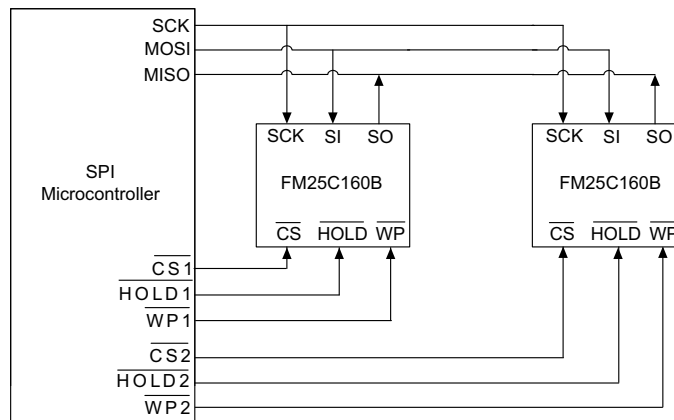 SCK
MOSI
MISO
SPI
Microcontroller
CS1
HOLD1
WP1
CS2
HOLD2
WP2
SCK SI SO
FM25C160B
CS HOLD WP
SCK SI SO
FM25C160B
CS HOLD WP